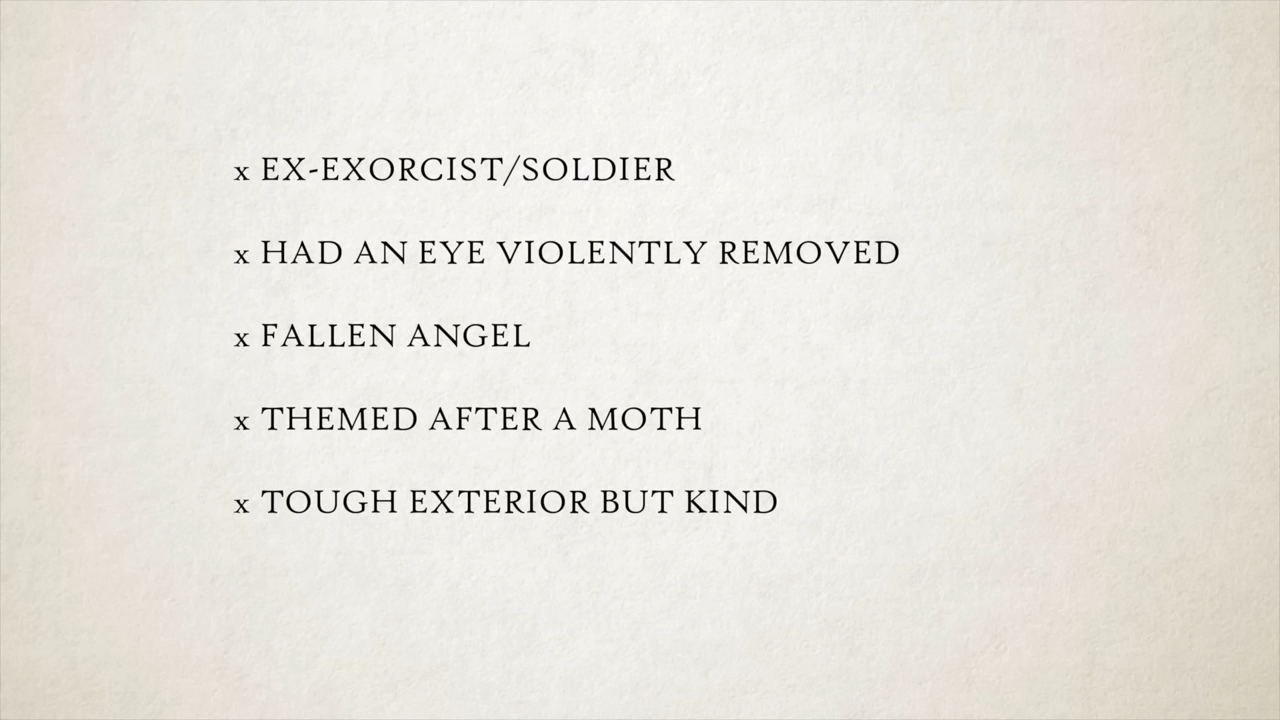 x EX-EXORCIST/SOLDIER
x HAD AN EYE VIOLENTLY REMOVED
x FALLEN ANGEL
x THEMED AFTER A MOTH
x TOUGH EXTERIOR BUT KIND